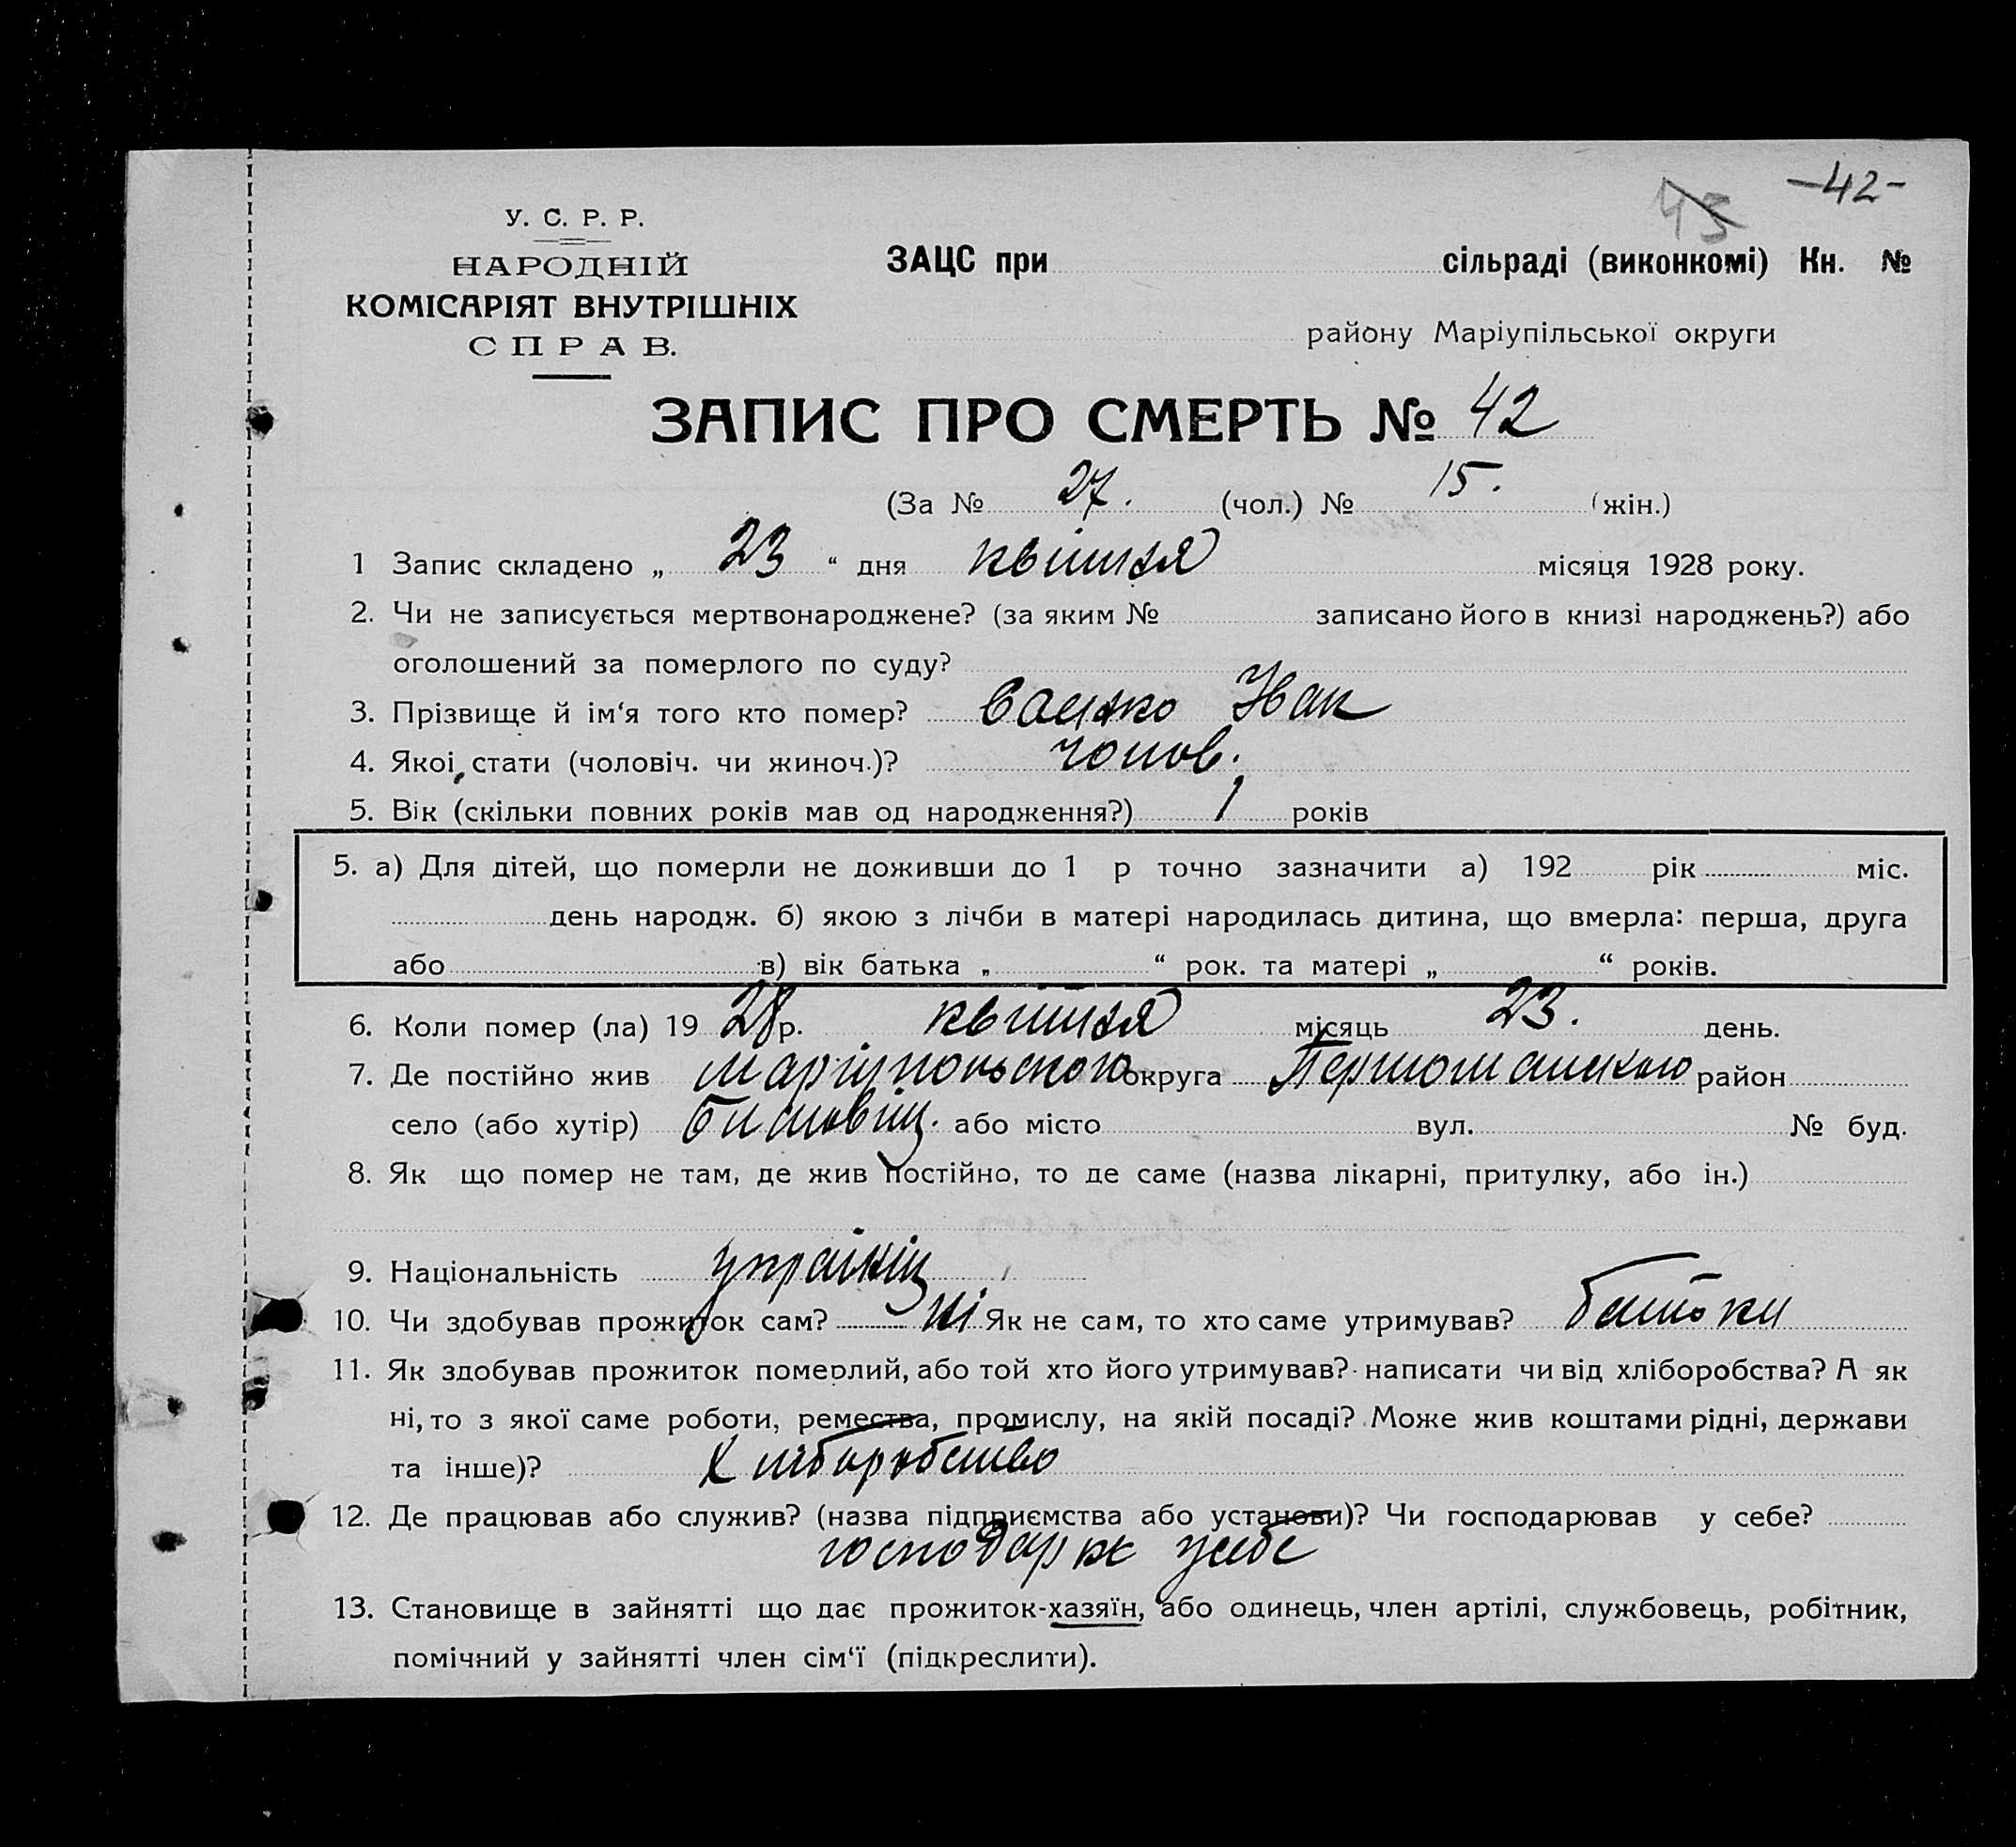 -42-
45
У. С. Р. Р.
НАРОДНІЙ
КОМІСАРІЯТ ВНУТРІШНІХ
СПРАВ.
ЗАЦС при сільраді (виконкомі) Кн. №
району Маріупільської округи
ЗАПИС ПРО СМЕРТЬ № 42
(За № 27. (чол.) № 15. (жін.)
1 Запис складено „ 23 “ дня квітня місяця 1928 року.
2. Чи не записується мертвонароджене? (за яким № записано його в книзі народжень?) або
оголошений за померлого по суду?
3. Прізвище й ім‘я того кто помер? Іван
4. Якої стати (чоловіч. чи жиноч.)? чолов.
5. Вік (скільки повних років мав од народження?) 1 років
5. а) Для дітей, що померли не доживши до 1 р точно зазначити а) 192 рік міс.
день народж. б) якою з лічби в матері народилась дитина, що вмерла: перша, друга
або в) вік батька „ “ рок. та матері „ “ років.
6. Коли помер (ла) 19 28 р. квітня місяць 23. день.
7. Де постійно жив Маріупольского округа район
село (або хутір) або місто вул. № буд.
8. Як що помер не там, де жив постійно, то де саме (назва лікарні, притулку, або ін.)
9. Національність українець
10. Чи здобував прожиток сам? ні Як не сам, то хто саме утримував? батьки
11. Як здобував прожиток померлий, або той хто його утримував? написати чи від хліборобства? А як
ні, то з якої саме роботи, ремества, промислу, на якій посаді? Може жив коштами рідні, держави
та інше)? Хліборобство
12. Де працював або служив? (назва підприємства або установи)? Чи господарював у себе?
господарює у себе
13. Становище в зайнятті що дає прожиток-хазяїн, або одинець, член артілі, службовець, робітник,
помічний у зайнятті член сім‘ї (підкреслити).